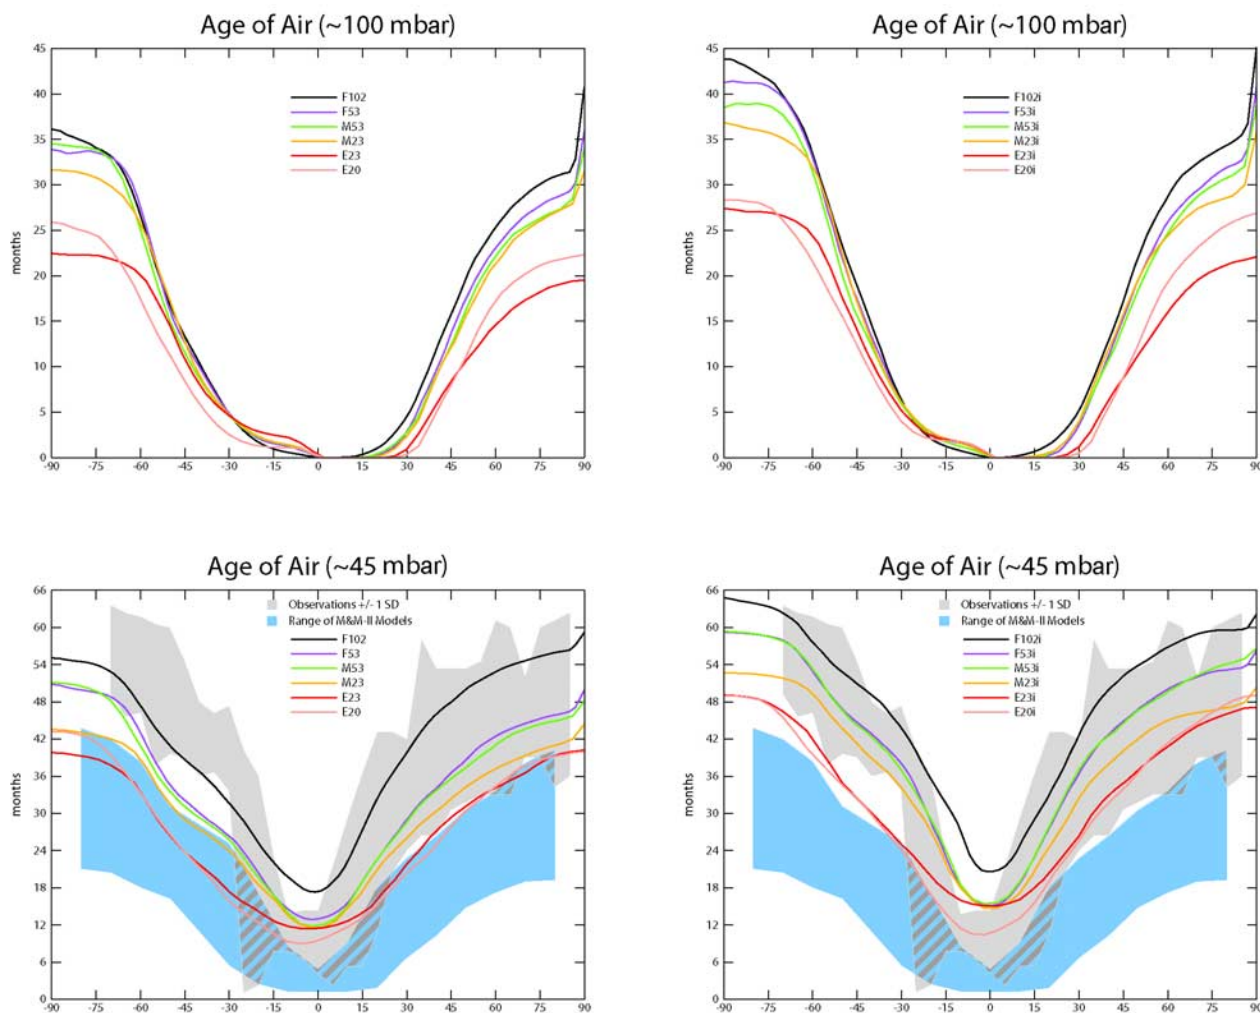 Age of Air (~100 mbar)
45
40
35
30
25
20
15
10
5
0
months
F102
F53
M53
M23
E23
E20
-90 -75 -60 -45 -30 -15 0 15 30 45 60 75 90
Age of Air (~100 mbar)
45
40
35
30
25
20
15
10
5
0
months
F102i
F53i
M53i
M23i
E23i
E20i
-90 -75 -60 -45 -30 -15 0 15 30 45 60 75 90
Age of Air (~45 mbar)
66
60
54
48
42
36
30
24
18
12
6
0
months
Observations +/- 1 SD
Range of M&M-II Models
F102
F53
M53
M23
E23
E20
-90 -75 -60 -45 -30 -15 0 15 30 45 60 75 90
Age of Air (~45 mbar)
66
60
54
48
42
36
30
24
18
12
6
0
months
Observations +/- 1 SD
Range of M&M-II Models
F102i
F53i
M53i
M23i
E23i
E20i
-90 -75 -60 -45 -30 -15 0 15 30 45 60 75 90